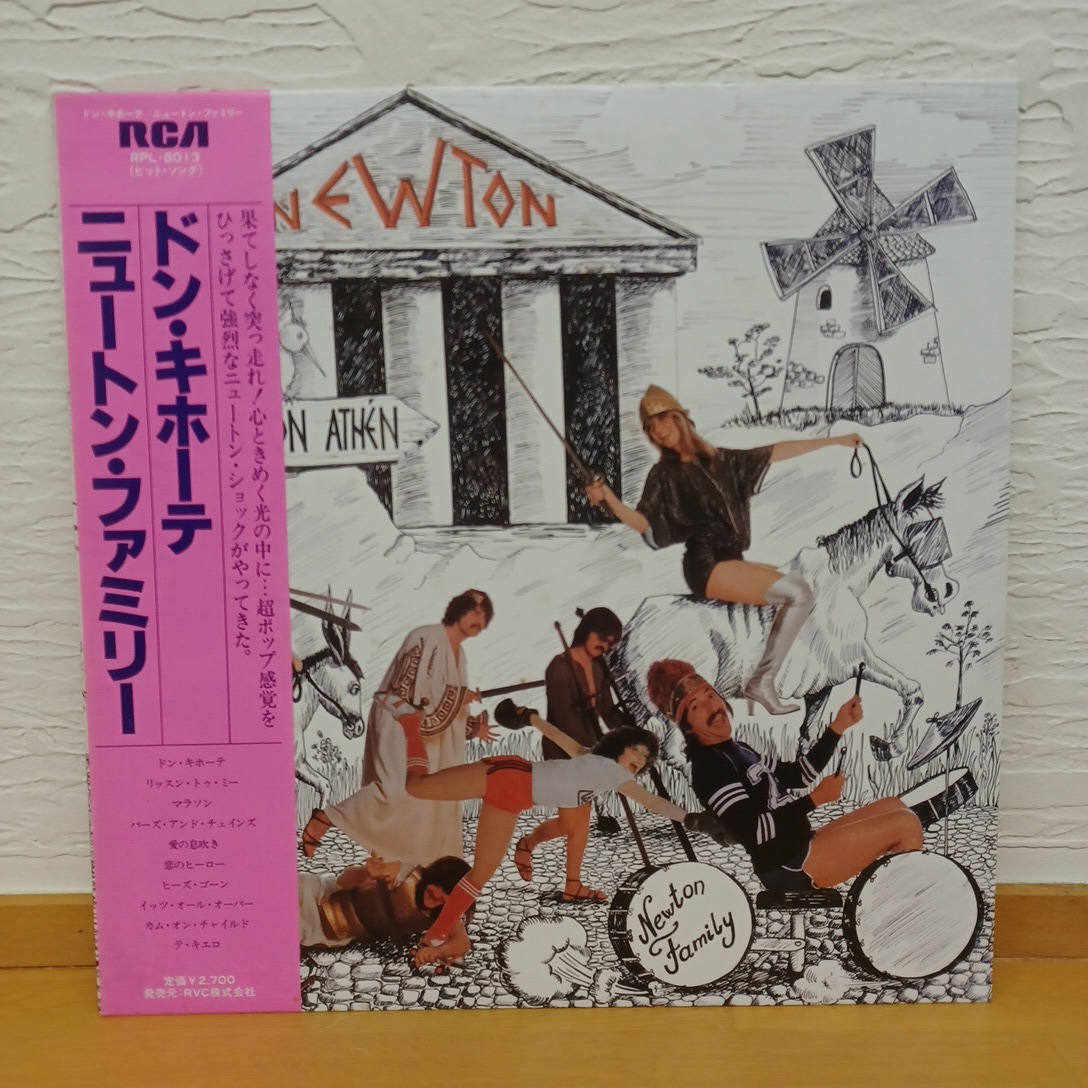 ドン・キホーテ/ニュートン・ファミリー
RCA
RPL-8013
(ヒット・ソング)
果てしなく突っ走れ!心ときめく光の中に…超ポップ感覚を
ひっさげて強烈なニュートン・ショックがやってきた。
ドン・キホーテ
ニュートン・ファミリー
ドン・キホーテ
リッスン・トゥ・ミー
マラソン
バーズ・アンド・チェインズ
愛の息吹き
恋のヒーロー
ヒーズ・ゴーン
イッツ・オール・オーバー
カム・オン・チャイルド
テ・キエロ
定価¥2,700
発売元:RVC株式会社
NEWTON
ON ATHÉN
Newton
Family